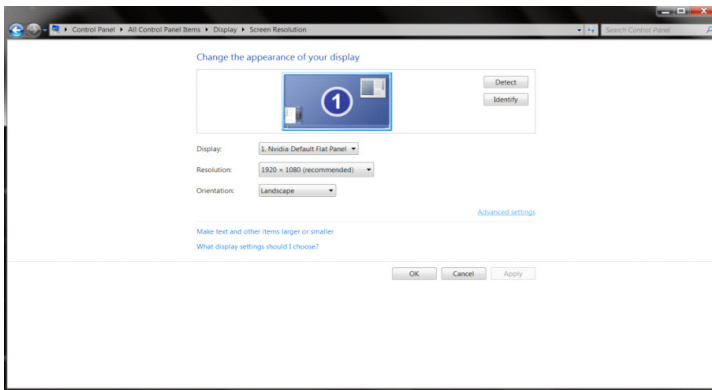 Control Panel ▸ All Control Panel Items ▸ Display ▸ Screen Resolution
Search Control Panel
Change the appearance of your display
1
Detect
Identify
Display: 1. Nvidia Default Flat Panel
Resolution: 1920 × 1080 (recommended)
Orientation: Landscape
Advanced settings
Make text and other items larger or smaller
What display settings should I choose?
OK Cancel Apply